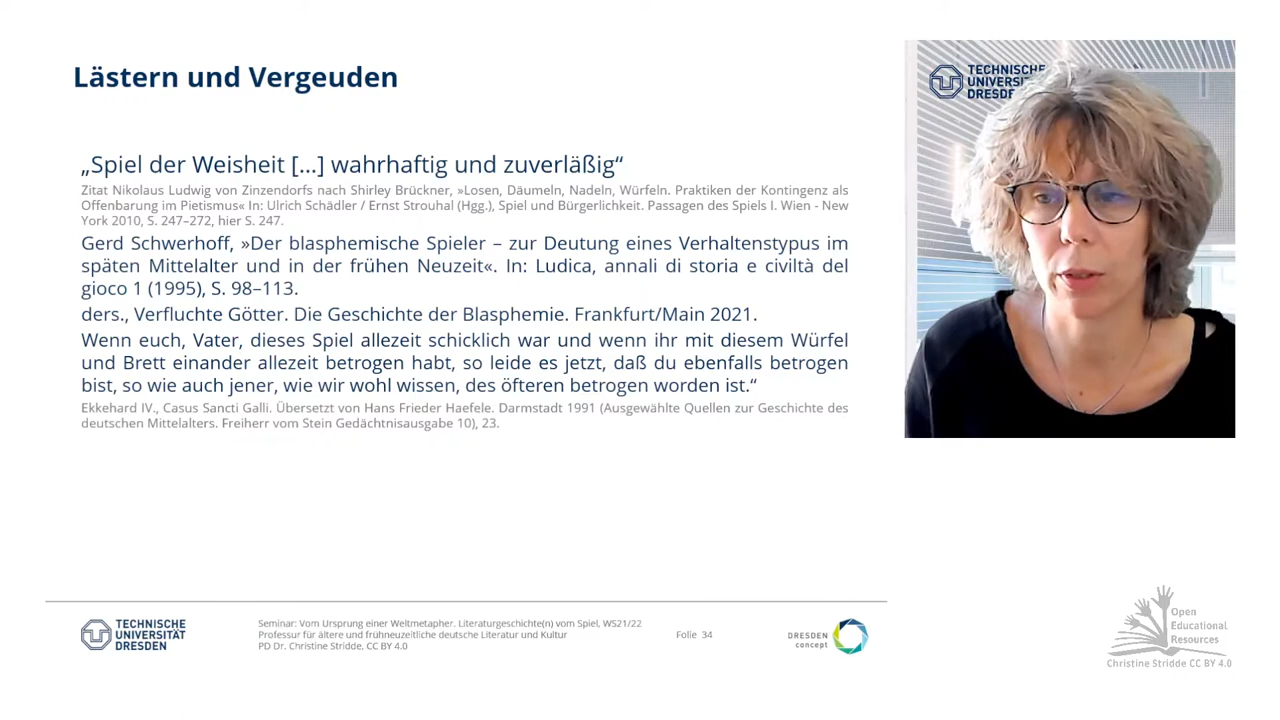 Lästern und Vergeuden
„Spiel der Weisheit [...] wahrhaftig und zuverläßig“
Zitat Nikolaus Ludwig von Zinzendorfs nach Shirley Brückner, »Losen, Däumeln, Nadeln, Würfeln. Praktiken der Kontingenz als
Offenbarung im Pietismus« In: Ulrich Schädler / Ernst Strouhal (Hgg.), Spiel und Bürgerlichkeit. Passagen des Spiels I. Wien - New
York 2010, S. 247–272, hier S. 247.
Gerd Schwerhoff, »Der blasphemische Spieler – zur Deutung eines Verhaltenstypus im
späten Mittelalter und in der frühen Neuzeit«. In: Ludica, annali di storia e civiltà del
gioco 1 (1995), S. 98–113.
ders., Verfluchte Götter. Die Geschichte der Blasphemie. Frankfurt/Main 2021.
Wenn euch, Vater, dieses Spiel allezeit schicklich war und wenn ihr mit diesem Würfel
und Brett einander allezeit betrogen habt, so leide es jetzt, daß du ebenfalls betrogen
bist, so wie auch jener, wie wir wohl wissen, des öfteren betrogen worden ist.“
Ekkehard IV., Casus Sancti Galli. Übersetzt von Hans Frieder Haefele. Darmstadt 1991 (Ausgewählte Quellen zur Geschichte des
deutschen Mittelalters. Freiherr vom Stein Gedächtnisausgabe 10), 23.
TECHNISCHE
UNIVERSIT
DRESDE
TECHNISCHE
UNIVERSITÄT
DRESDEN
Seminar: Vom Ursprung einer Weltmetapher. Literaturgeschichte(n) vom Spiel, WS21/22
Professur für ältere und frühneuzeitliche deutsche Literatur und Kultur
PD Dr. Christine Stridde, CC BY 4.0
Folie 34
DRESDEN
concept
Open
Educational
Resources
Christine Stridde CC BY 4.0